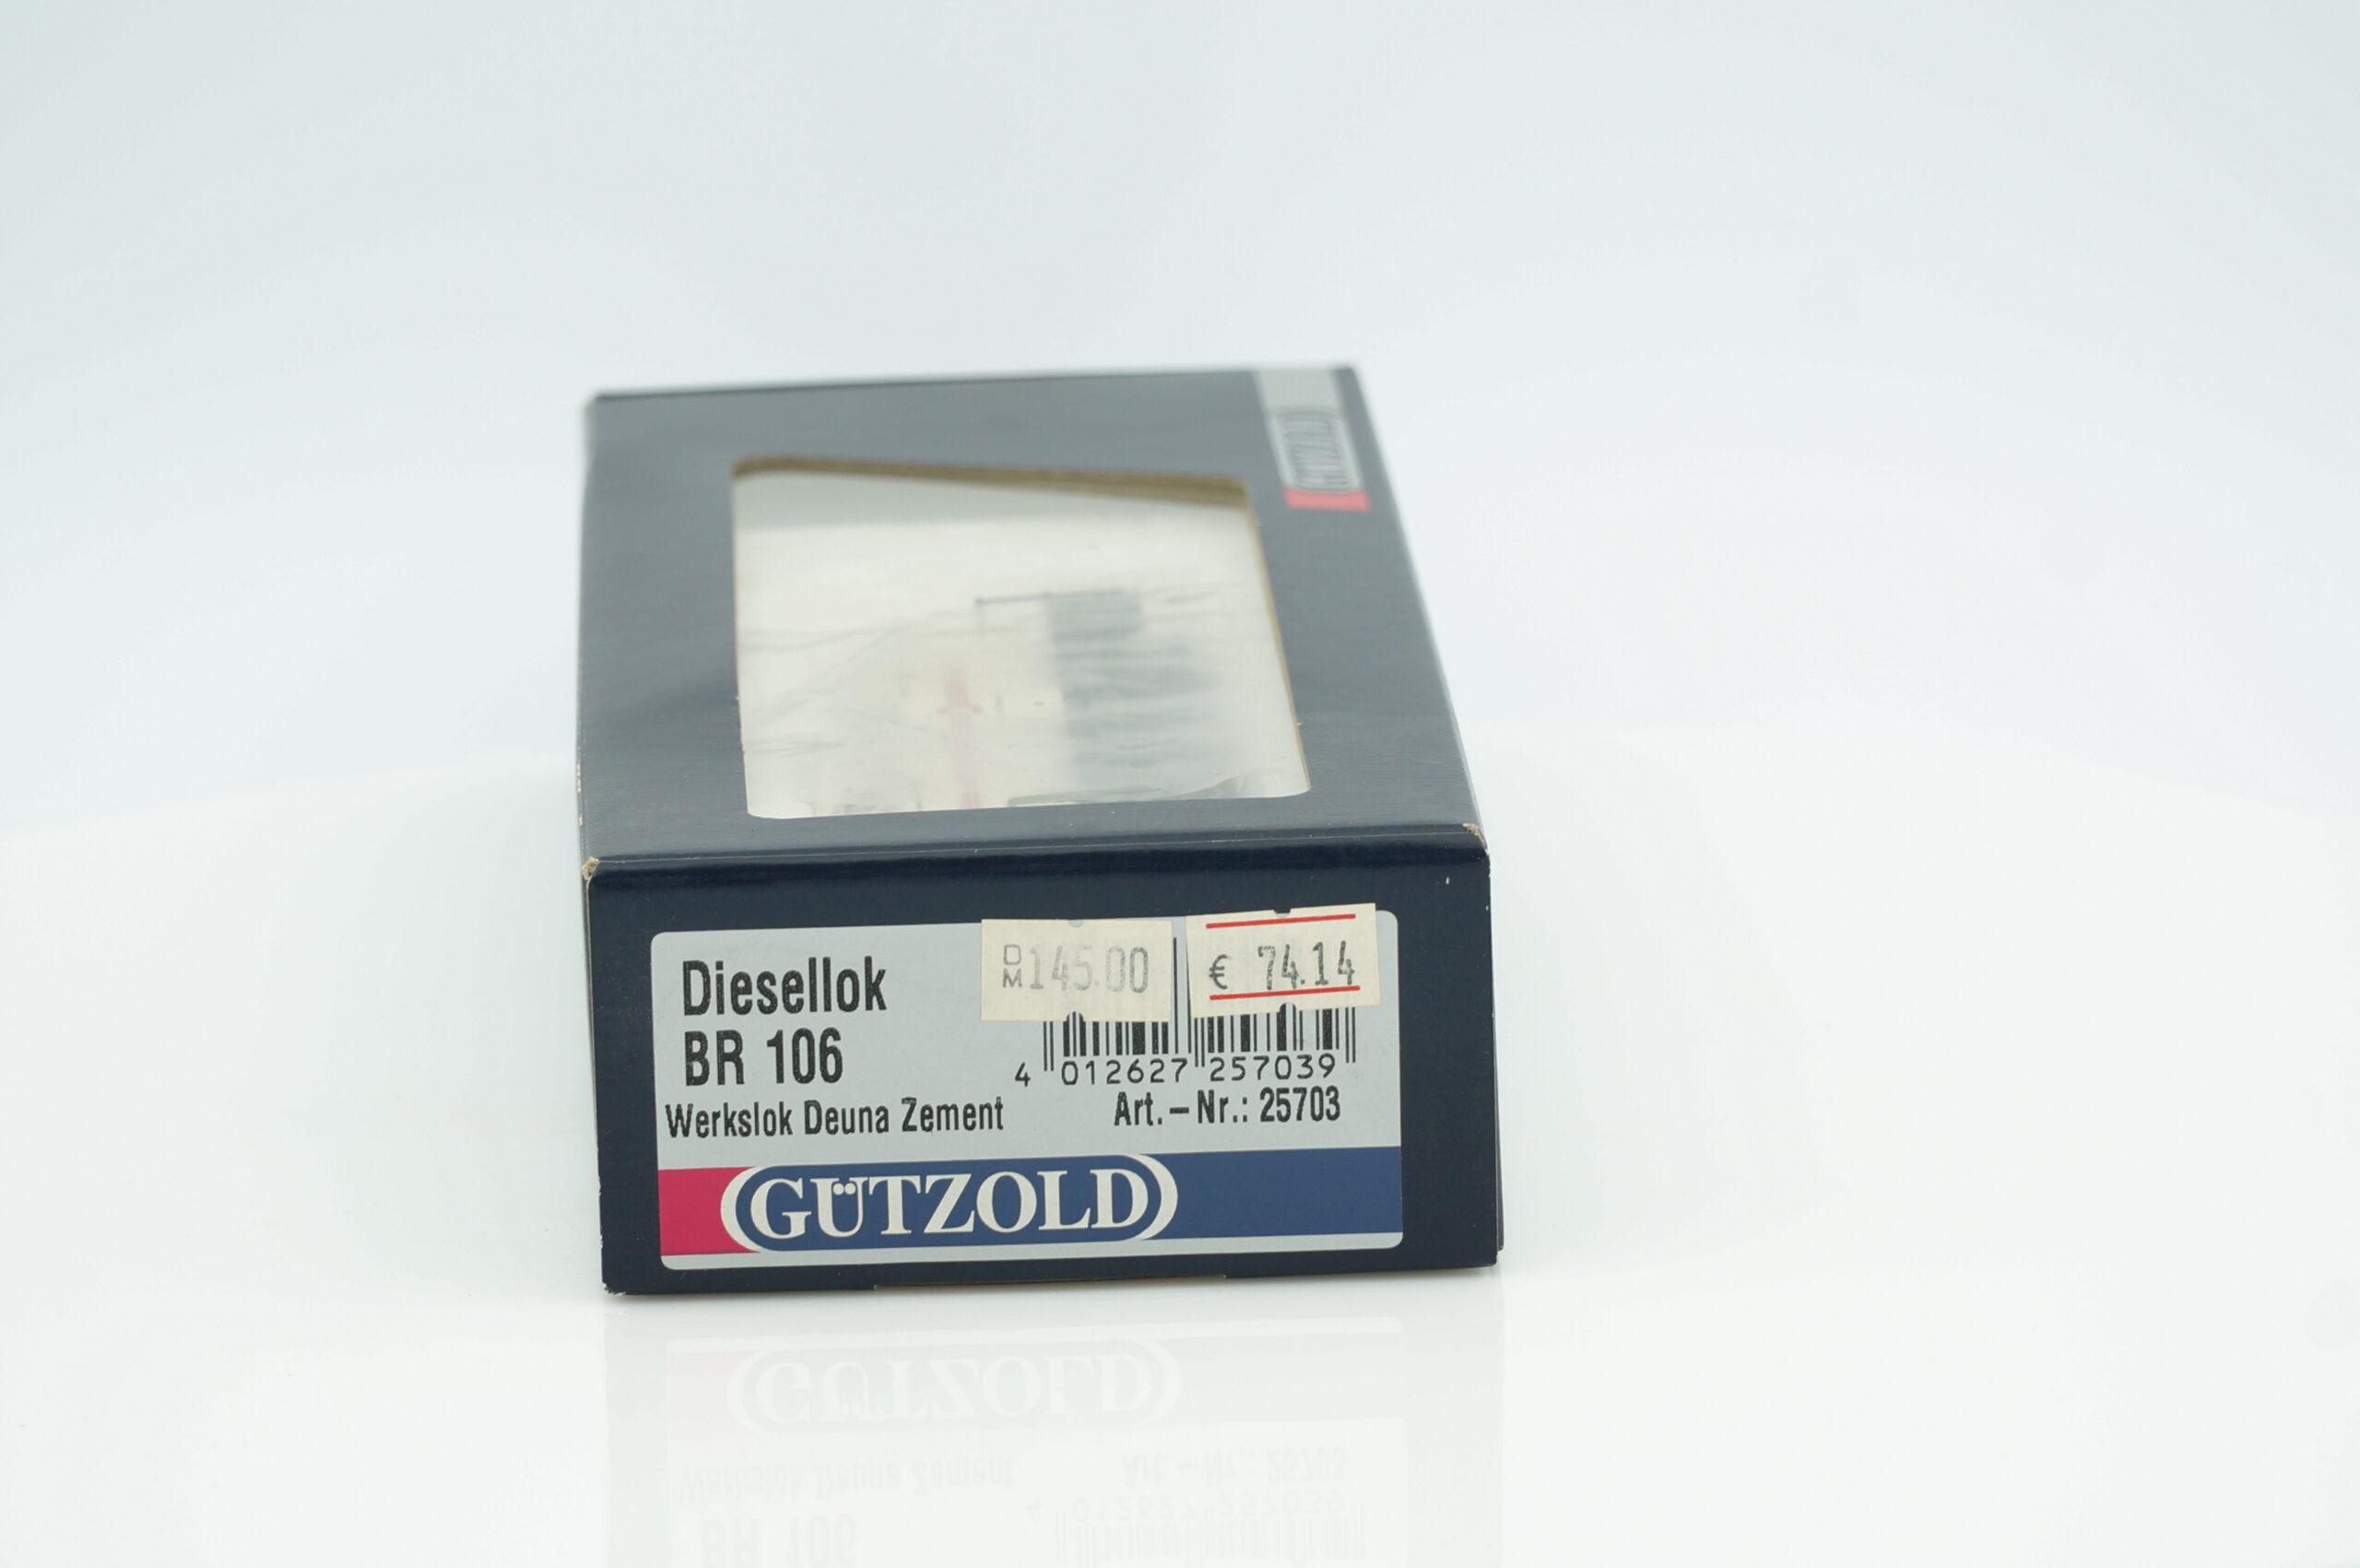 GÜTZOLD
DM 145.00
€ 74.14
Diesellok
BR 106
4 012627 257039
Werkslok Deuna Zement
Art.-Nr.: 25703
GÜTZOLD